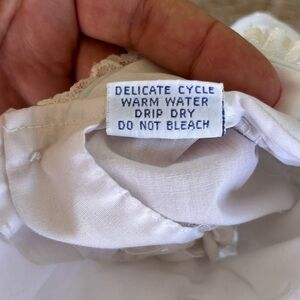 DELICATE CYCLE
WARM WATER
DRIP DRY
DO NOT BLEACH